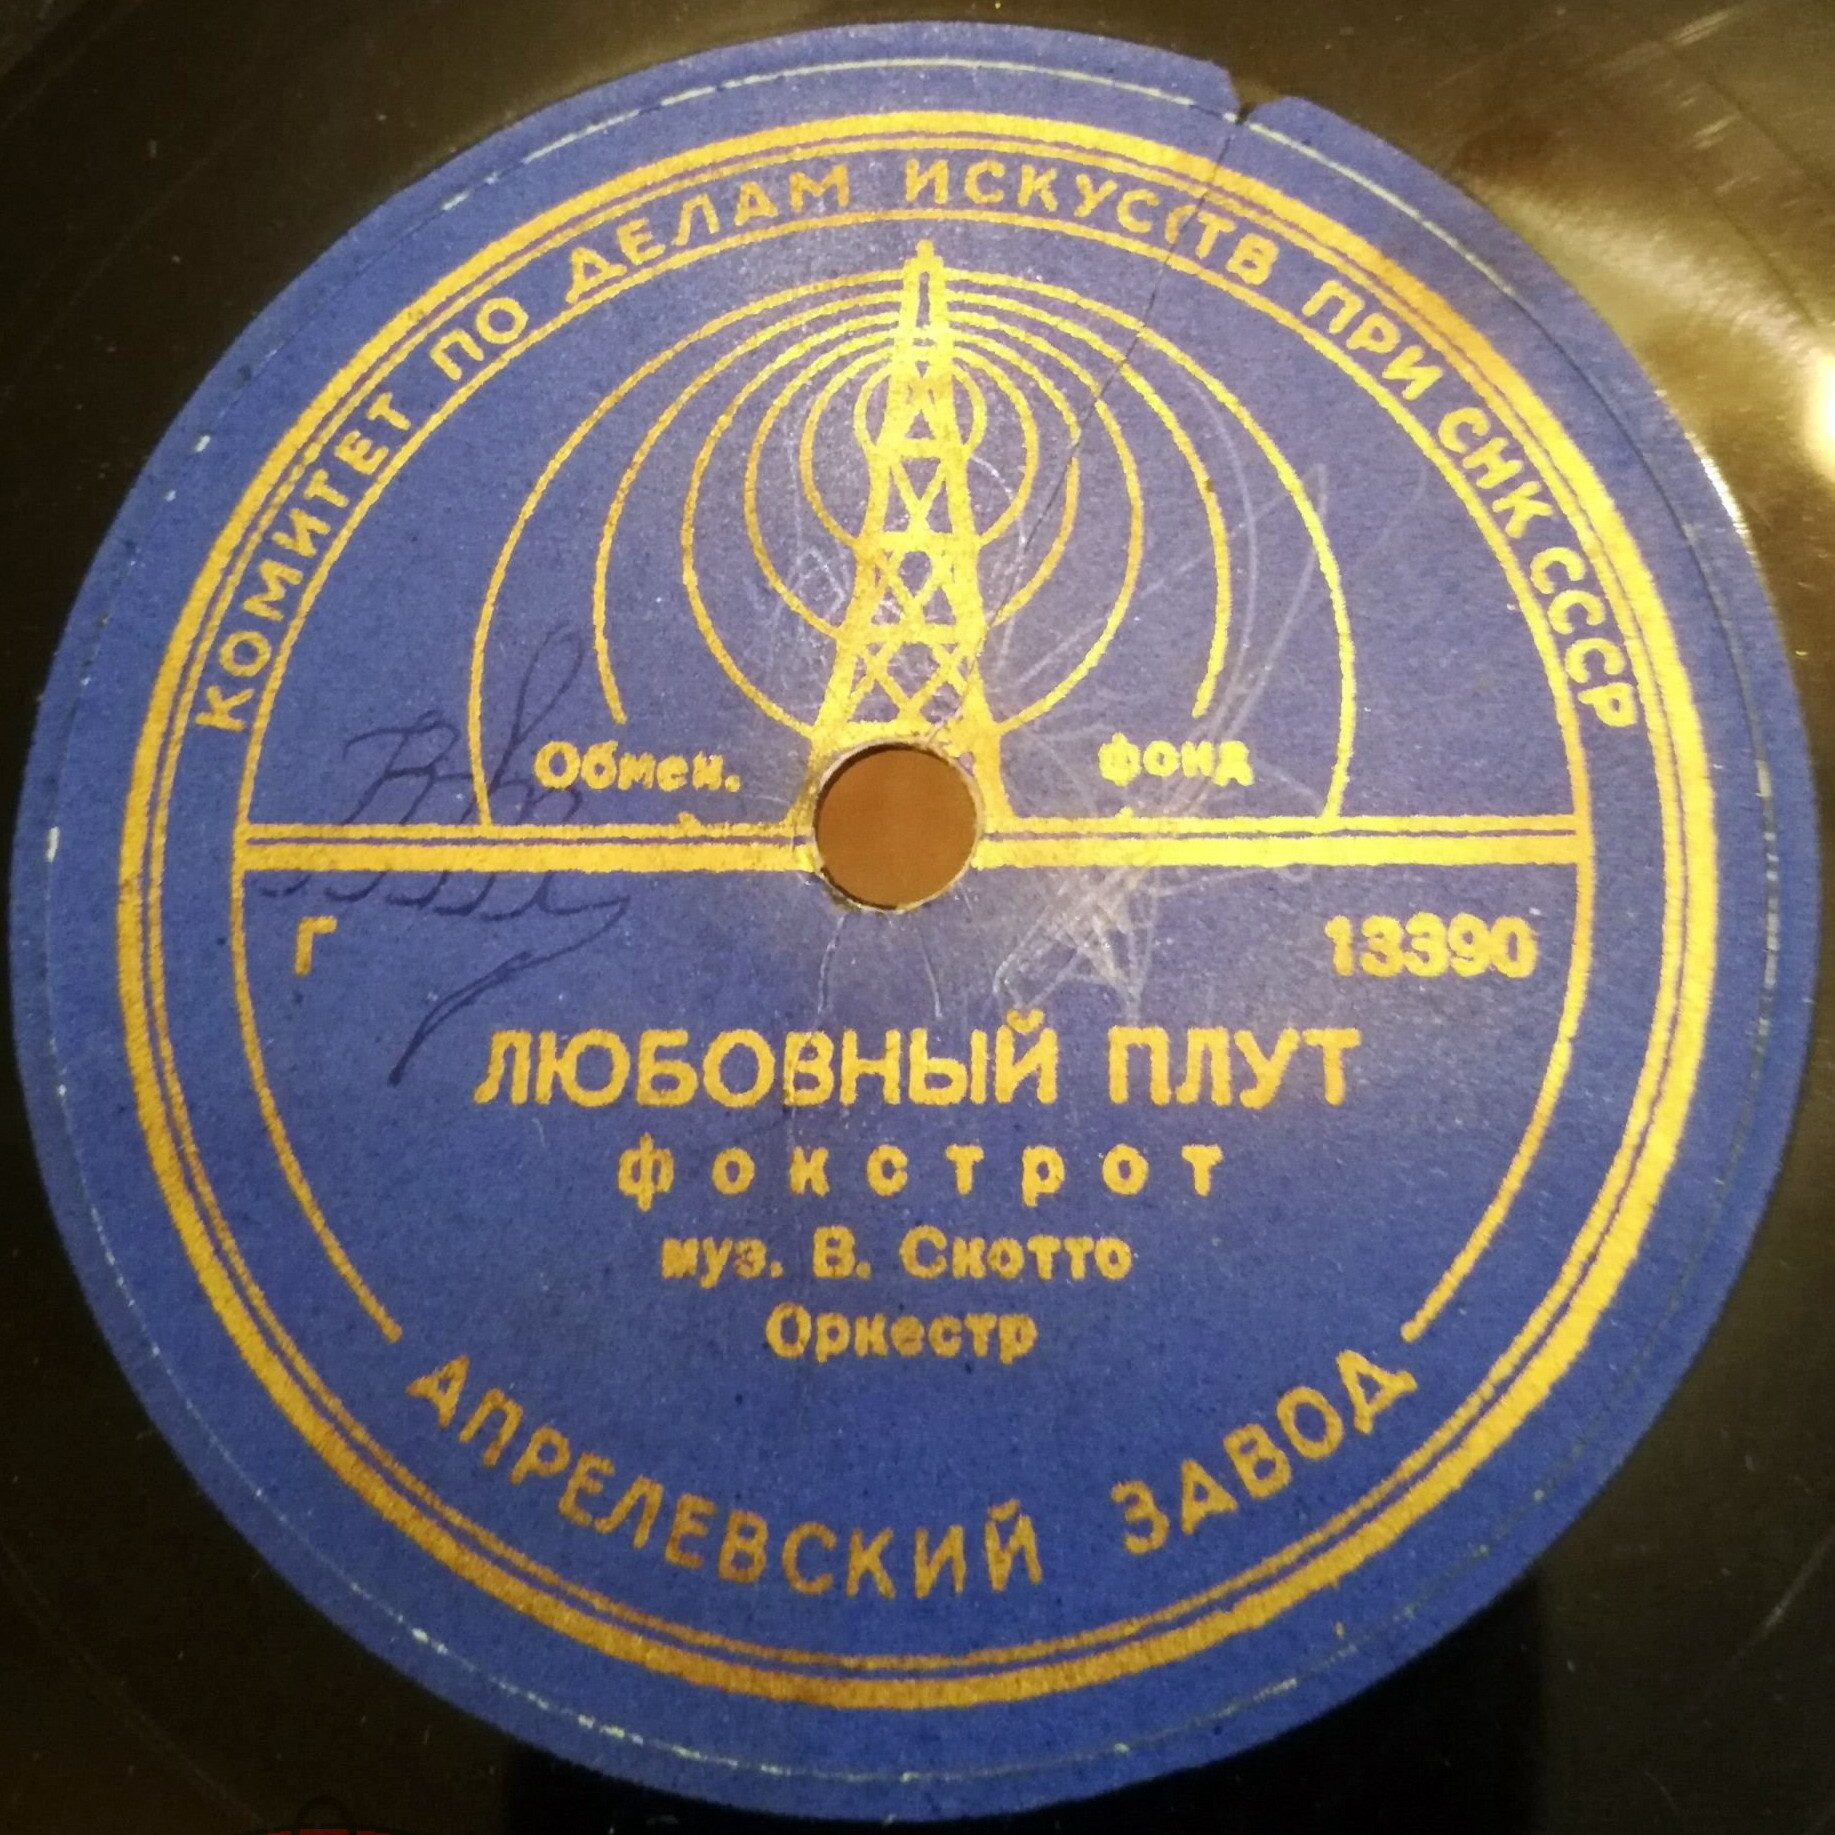 КОМИТЕТ ПО ДЕЛАМ ИСКУССТВ ПРИ СНК СССР
Обмен. фонд
Г 13390
ЛЮБОВНЫЙ ПЛУТ
фокстрот
муз. В. Скотто
Оркестр
АПРЕЛЕВСКИЙ ЗАВОД